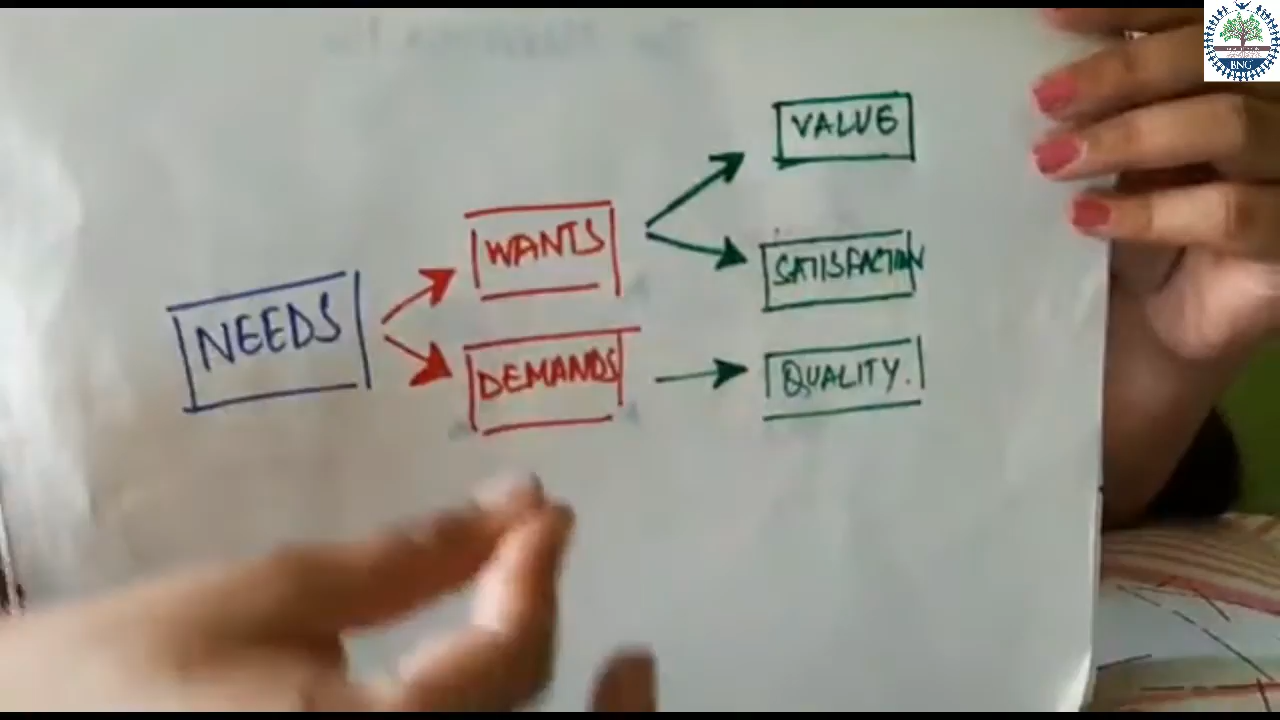 VALUE
WANTS
SATISFACTION
NEEDS
DEMANDS
QUALITY.
BNG